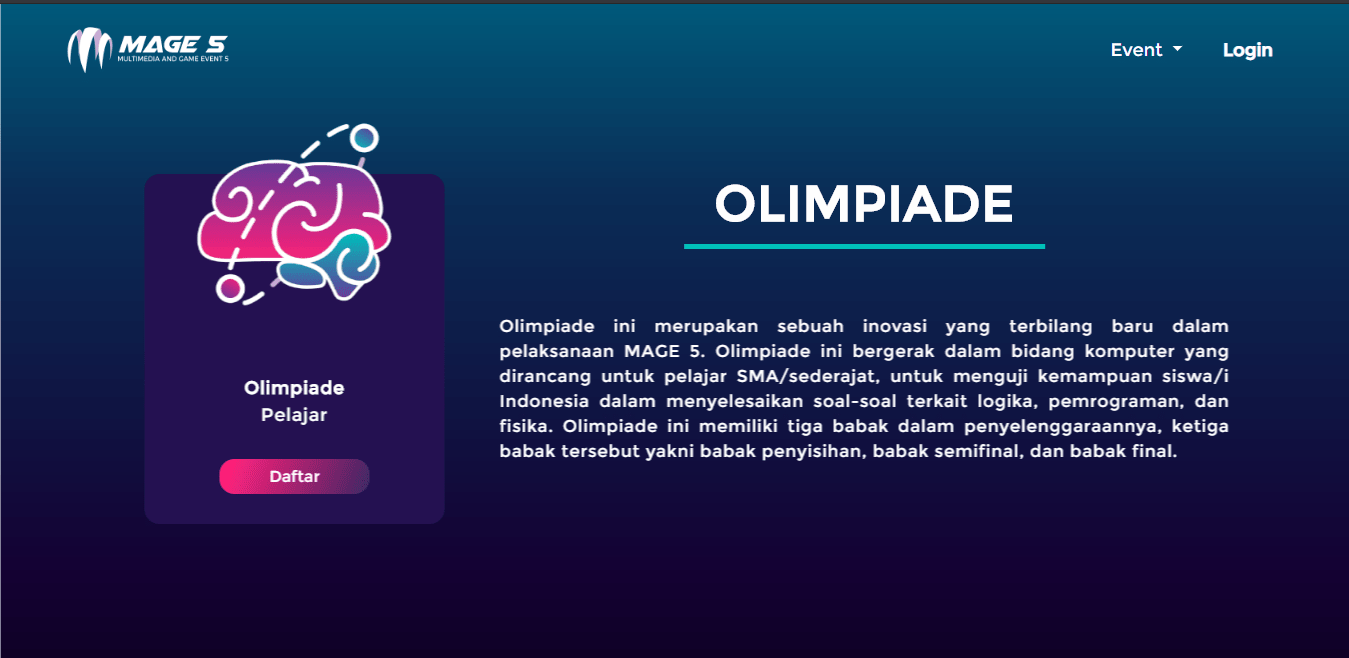 MAGE 5
MULTIMEDIA AND GAME EVENT 5
Event
Login
OLIMPIADE
Olimpiade
Pelajar
Daftar
Olimpiade ini merupakan sebuah inovasi yang terbilang baru dalam
pelaksanaan MAGE 5. Olimpiade ini bergerak dalam bidang komputer yang
dirancang untuk pelajar SMA/sederajat, untuk menguji kemampuan siswa/i
Indonesia dalam menyelesaikan soal-soal terkait logika, pemrograman, dan
fisika. Olimpiade ini memiliki tiga babak dalam penyelenggaraannya, ketiga
babak tersebut yakni babak penyisihan, babak semifinal, dan babak final.